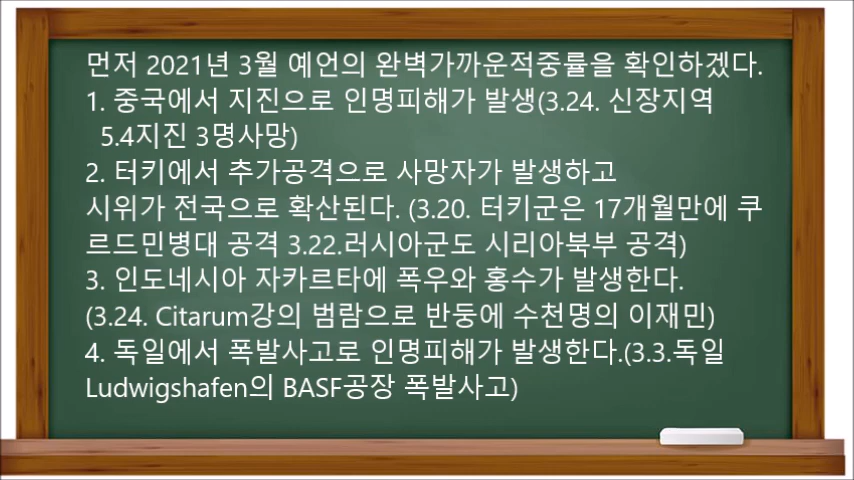 먼저 2021년 3월 예언의 완벽가까운적중률을 확인하겠다.
1. 중국에서 지진으로 인명피해가 발생(3.24. 신장지역
5.4지진 3명사망)
2. 터키에서 추가공격으로 사망자가 발생하고
시위가 전국으로 확산된다. (3.20. 터키군은 17개월만에 쿠
르드민병대 공격 3.22.러시아군도 시리아북부 공격)
3. 인도네시아 자카르타에 폭우와 홍수가 발생한다.
(3.24. Citarum강의 범람으로 반둥에 수천명의 이재민)
4. 독일에서 폭발사고로 인명피해가 발생한다.(3.3.독일
Ludwigshafen의 BASF공장 폭발사고)